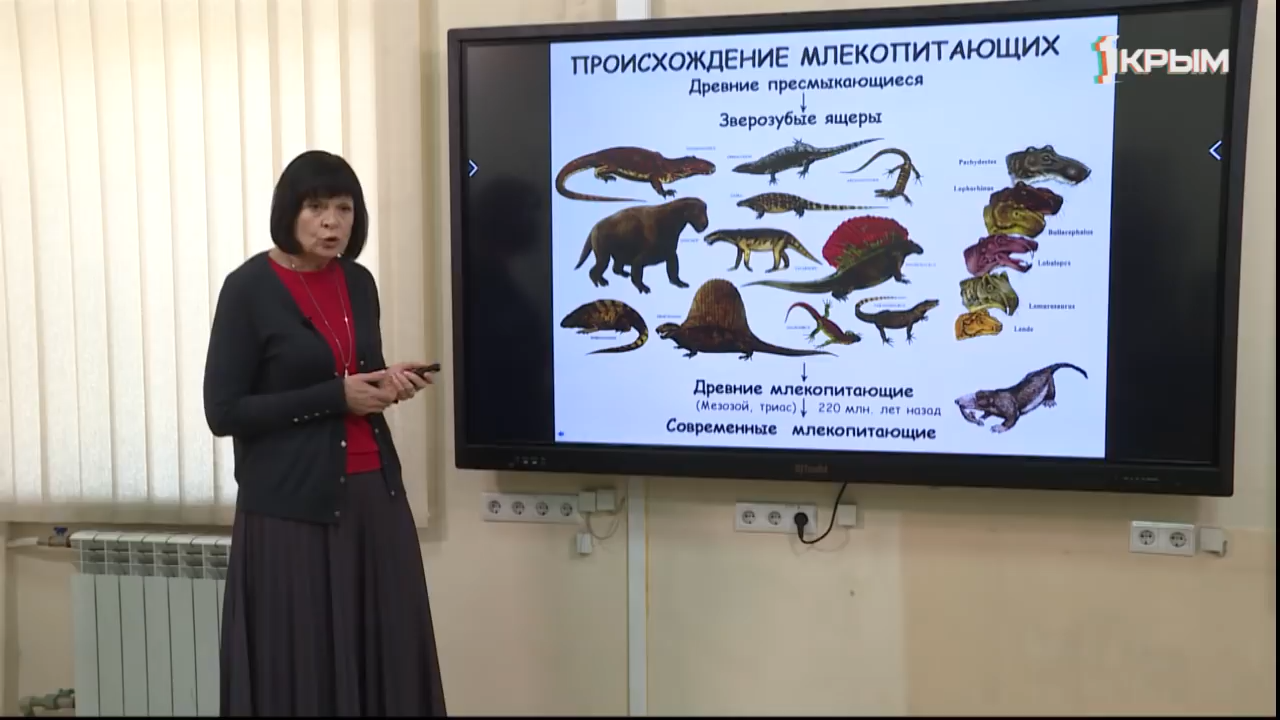 ПРОИСХОЖДЕНИЕ МЛЕКОПИТАЮЩИХ
1КРЫМ
Древние пресмыкающиеся
Зверозубые ящеры
Pachydectes
Lophorhinus
Bullacephalus
Lobalopex
Lemurosaurus
Lende
Древние млекопитающие
(Мезозой, триас) 220 млн. лет назад
Современные млекопитающие